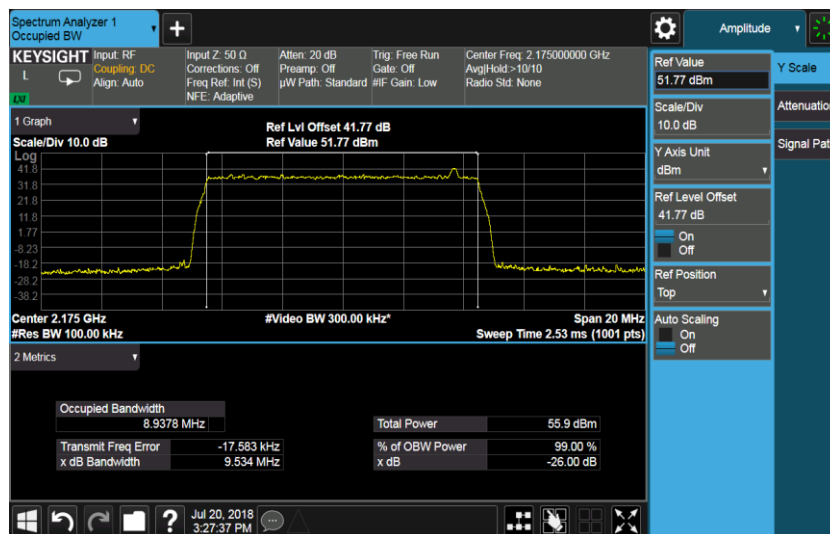 Spectrum Analyzer 1
Occupied BW
Amplitude
KEYSIGHT
L
LXI
Input: RF
Coupling: DC
Align: Auto
Input Z: 50 Ω
Corrections: Off
Freq Ref: Int (S)
NFE: Adaptive
Atten: 20 dB
Preamp: Off
µW Path: Standard
Trig: Free Run
Gate: Off
#IF Gain: Low
Center Freq: 2.175000000 GHz
Avg|Hold:>10/10
Radio Std: None
1 Graph
Scale/Div 10.0 dB
Ref Lvl Offset 41.77 dB
Ref Value 51.77 dBm
Log
41.8
31.8
21.8
11.8
1.77
-8.23
-18.2
-28.2
-38.2
Center 2.175 GHz
#Res BW 100.00 kHz
#Video BW 300.00 kHz*
Span 20 MHz
Sweep Time 2.53 ms (1001 pts)
2 Metrics
Occupied Bandwidth
8.9378 MHz
Total Power 55.9 dBm
Transmit Freq Error -17.583 kHz
% of OBW Power 99.00 %
x dB Bandwidth 9.534 MHz
x dB -26.00 dB
Jul 20, 2018
3:27:37 PM
Ref Value
51.77 dBm
Scale/Div
10.0 dB
Y Axis Unit
dBm
Ref Level Offset
41.77 dB
On
Off
Ref Position
Top
Auto Scaling
On
Off
Y Scale
Attenuatio
Signal Pat